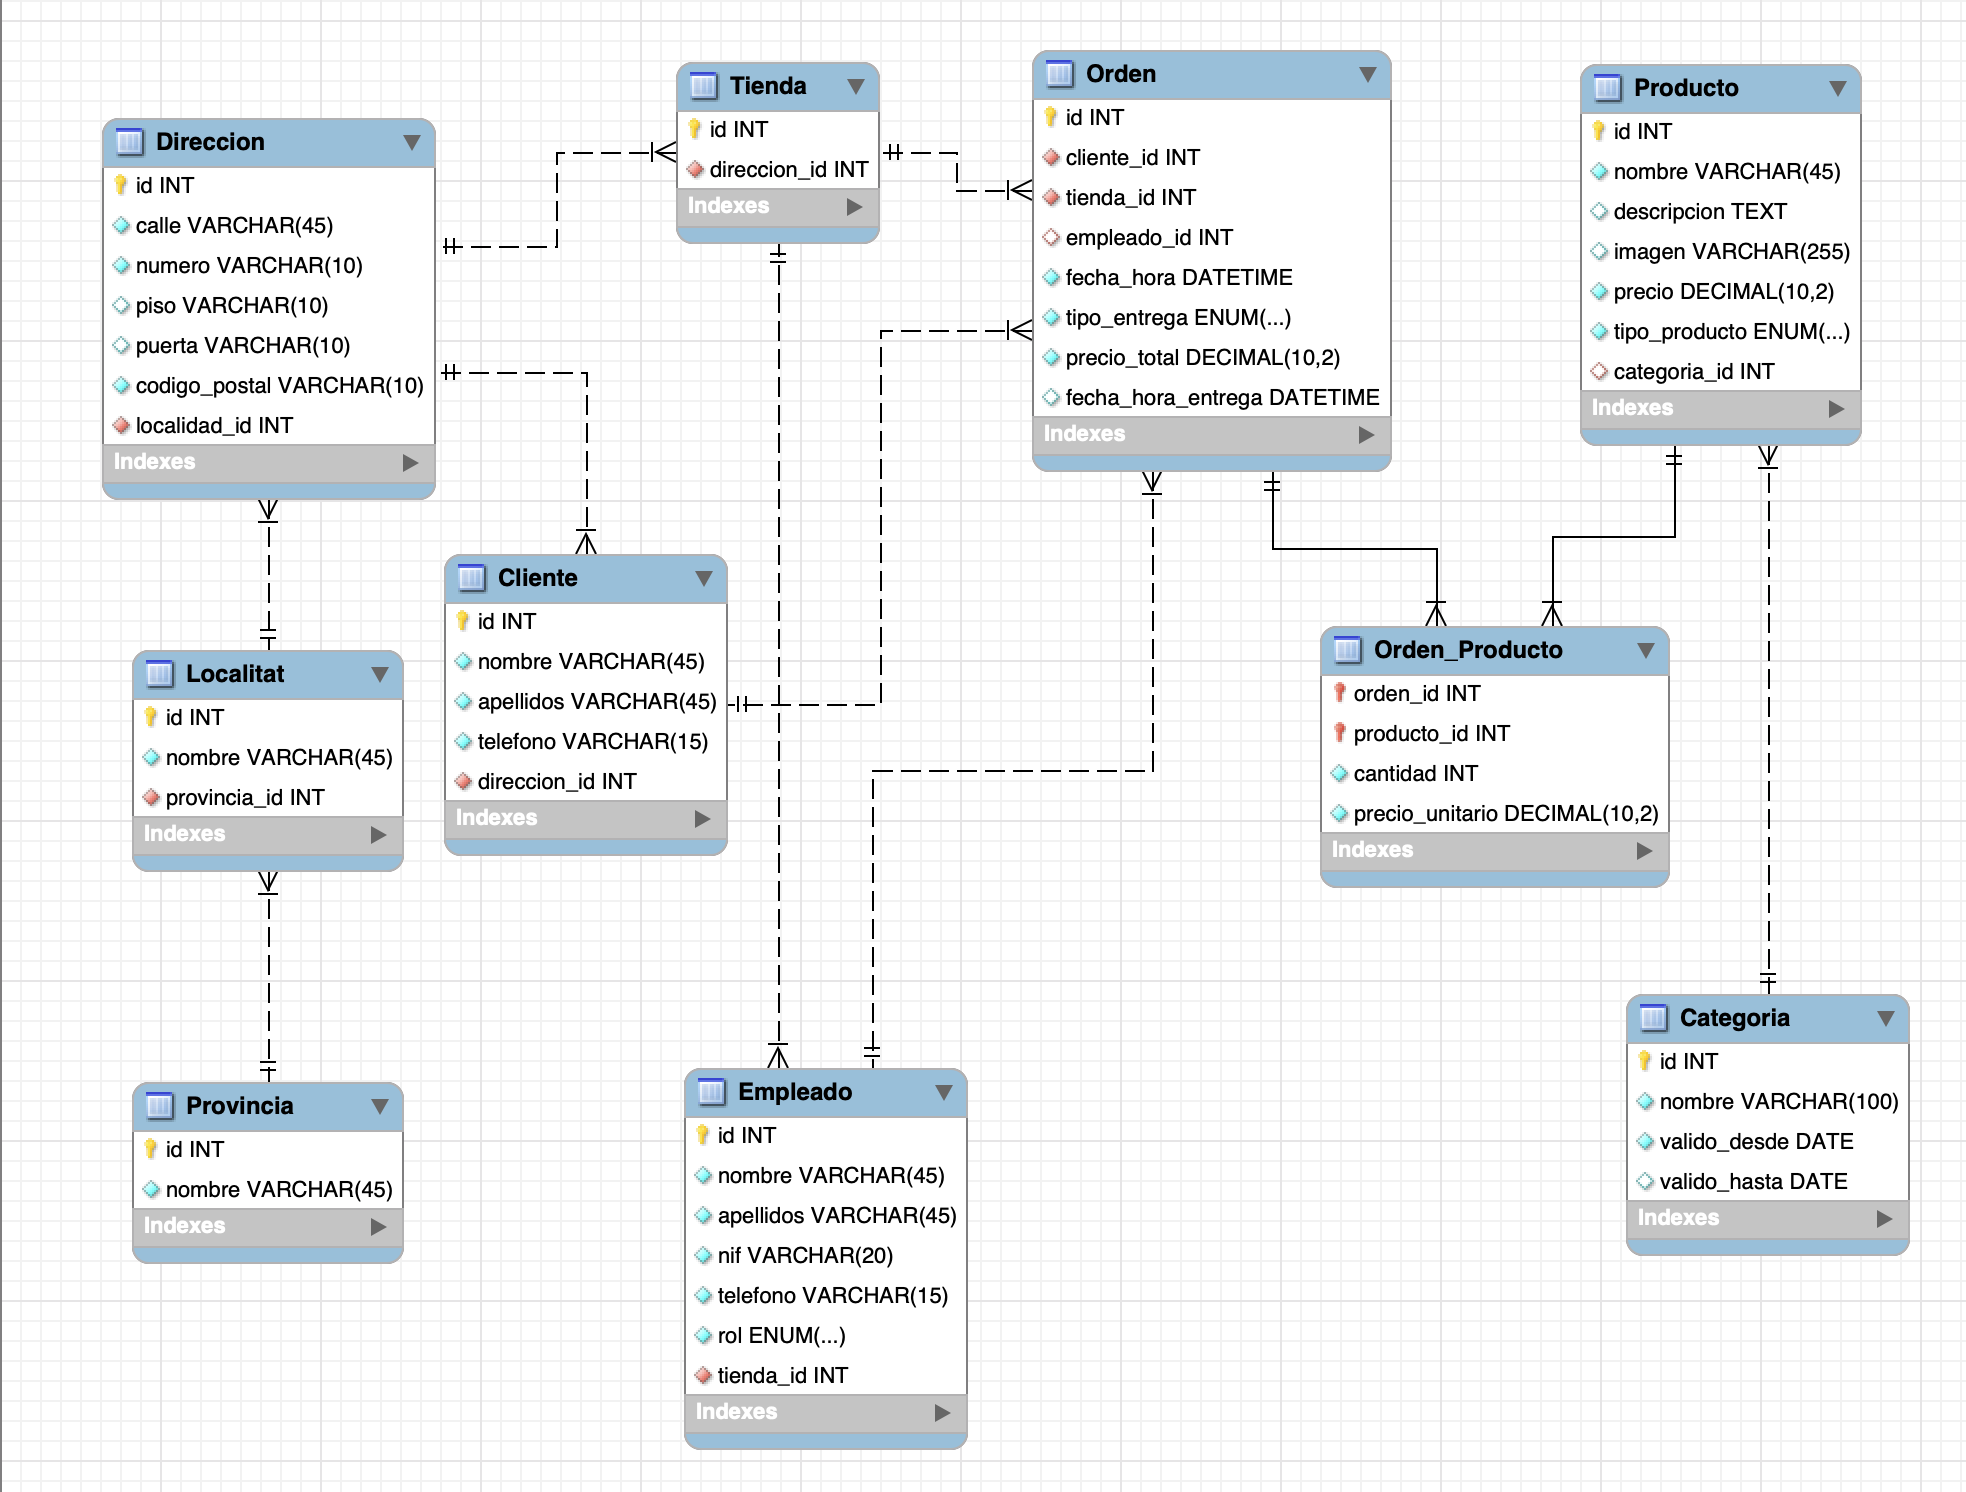 Direccion
id INT
calle VARCHAR(45)
numero VARCHAR(10)
piso VARCHAR(10)
puerta VARCHAR(10)
codigo_postal VARCHAR(10)
localidad_id INT
Indexes
Tienda
id INT
direccion_id INT
Indexes
Orden
id INT
cliente_id INT
tienda_id INT
empleado_id INT
fecha_hora DATETIME
tipo_entrega ENUM(...)
precio_total DECIMAL(10,2)
fecha_hora_entrega DATETIME
Indexes
Producto
id INT
nombre VARCHAR(45)
descripcion TEXT
imagen VARCHAR(255)
precio DECIMAL(10,2)
tipo_producto ENUM(...)
categoria_id INT
Indexes
Cliente
id INT
nombre VARCHAR(45)
apellidos VARCHAR(45)
telefono VARCHAR(15)
direccion_id INT
Indexes
Localitat
id INT
nombre VARCHAR(45)
provincia_id INT
Indexes
Orden_Producto
orden_id INT
producto_id INT
cantidad INT
precio_unitario DECIMAL(10,2)
Indexes
Provincia
id INT
nombre VARCHAR(45)
Indexes
Empleado
id INT
nombre VARCHAR(45)
apellidos VARCHAR(45)
nif VARCHAR(20)
telefono VARCHAR(15)
rol ENUM(...)
tienda_id INT
Indexes
Categoria
id INT
nombre VARCHAR(100)
valido_desde DATE
valido_hasta DATE
Indexes